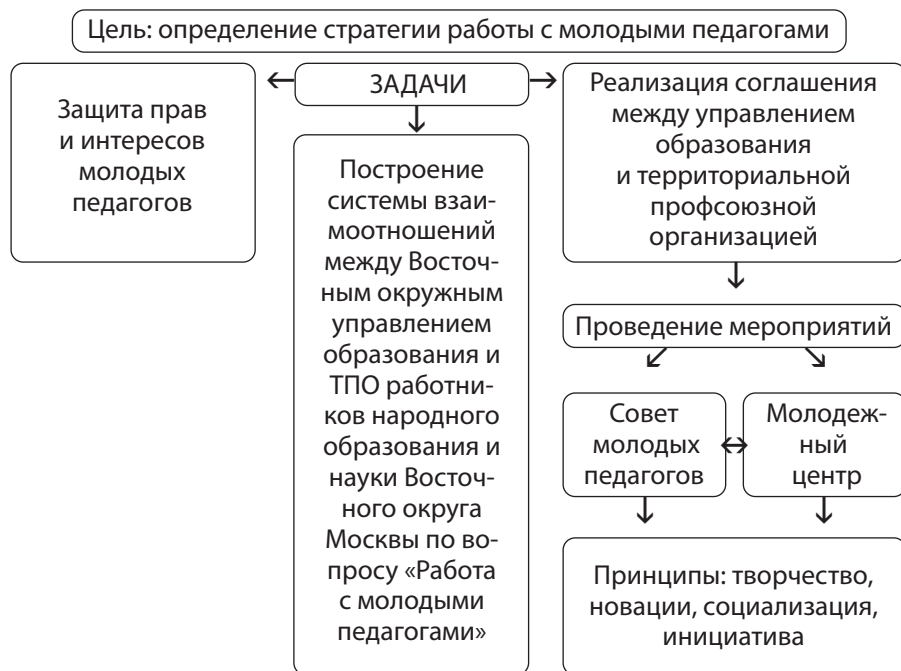 Цель: определение стратегии работы с молодыми педагогами
ЗАДАЧИ
Защита прав
и интересов
молодых
педагогов
Построение
системы взаи-
моотношений
между Восточ-
ным окружным
управлением
образования и
ТПО работни-
ков народного
образования и
науки Восточ-
ного округа
Москвы по во-
просу «Работа
с молодыми
педагогами»
Реализация соглашения
между управлением
образования
и территориальной
профсоюзной
организацией
Проведение мероприятий
Совет
молодых
педагогов
Молодеж-
ный
центр
Принципы: творчество,
новации, социализация,
инициатива